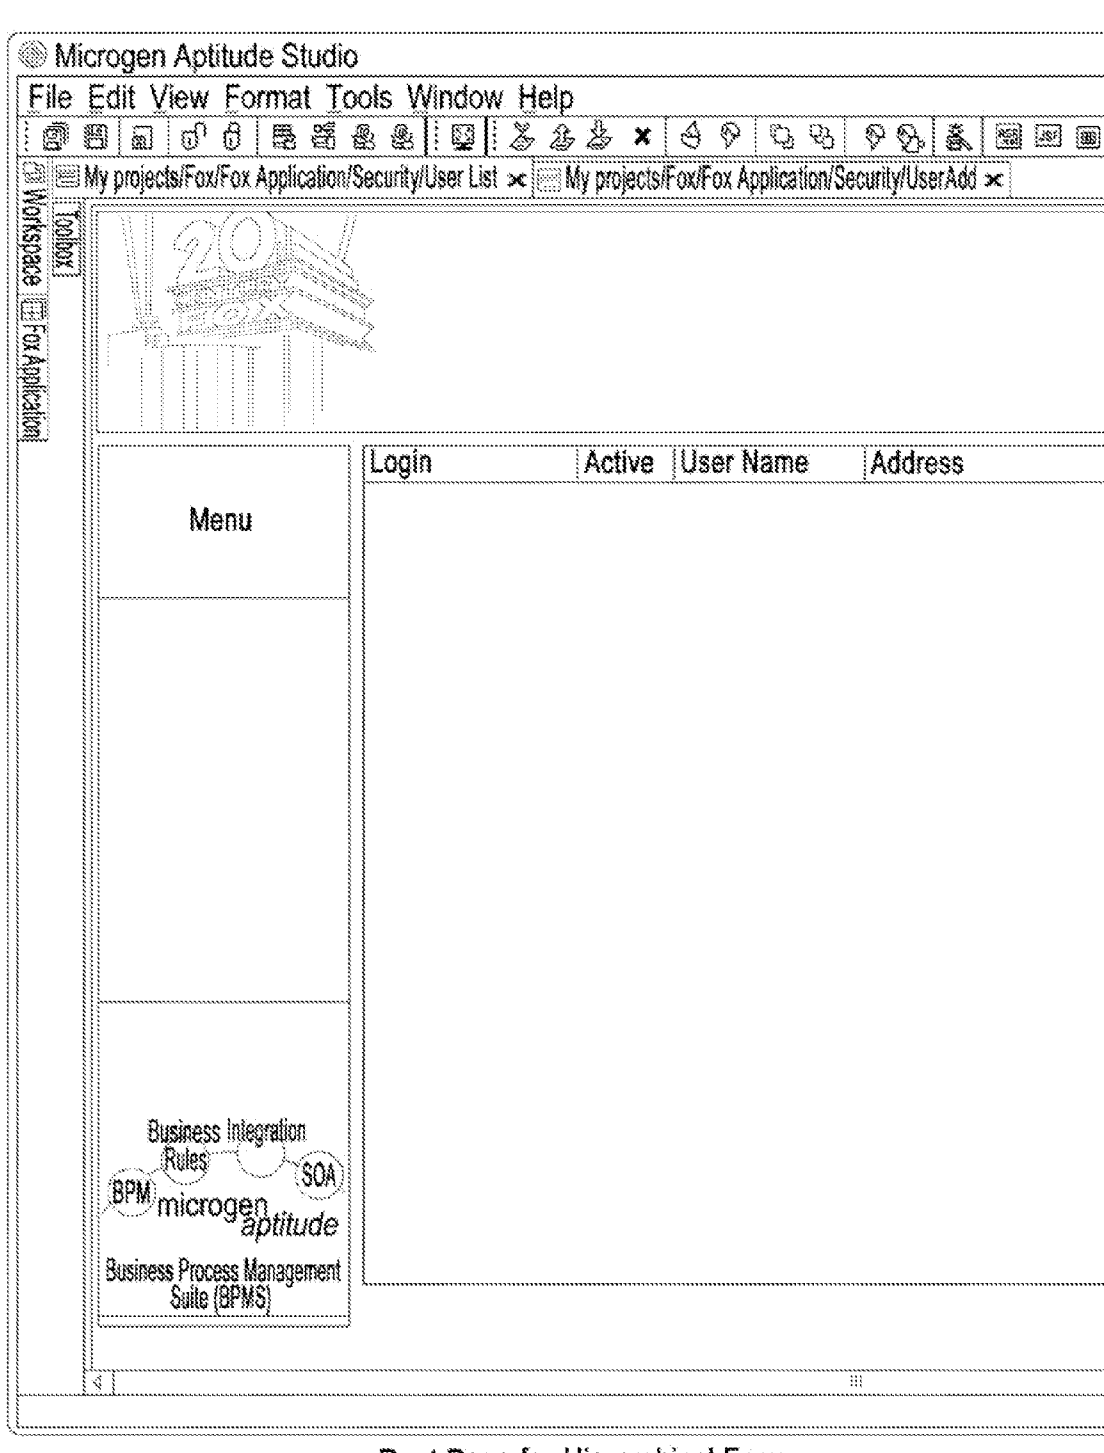 Microgen Aptitude Studio
File Edit View Format Tools Window Help
My projects/Fox/Fox Application/Security/User List
My projects/Fox/Fox Application/Security/UserAdd
Workspace
Fox Application
Toolbox
20
FOX
Menu
Login Active User Name Address
Business Integration
Rules
SOA
BPM
microgen
aptitude
Business Process Management
Suite (BPMS)